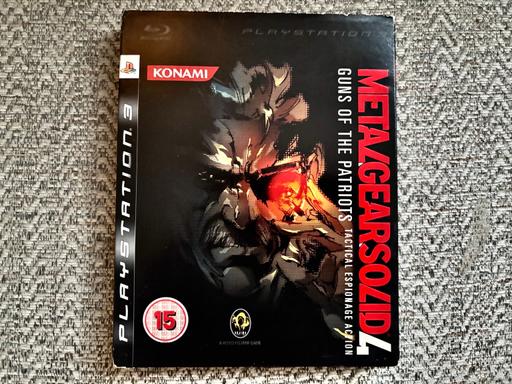 PLAYSTATION 3
PLAYSTATION 3
KONAMI
METAL GEAR SOLID 4
GUNS OF THE PATRIOTS
TACTICAL ESPIONAGE ACTION
15